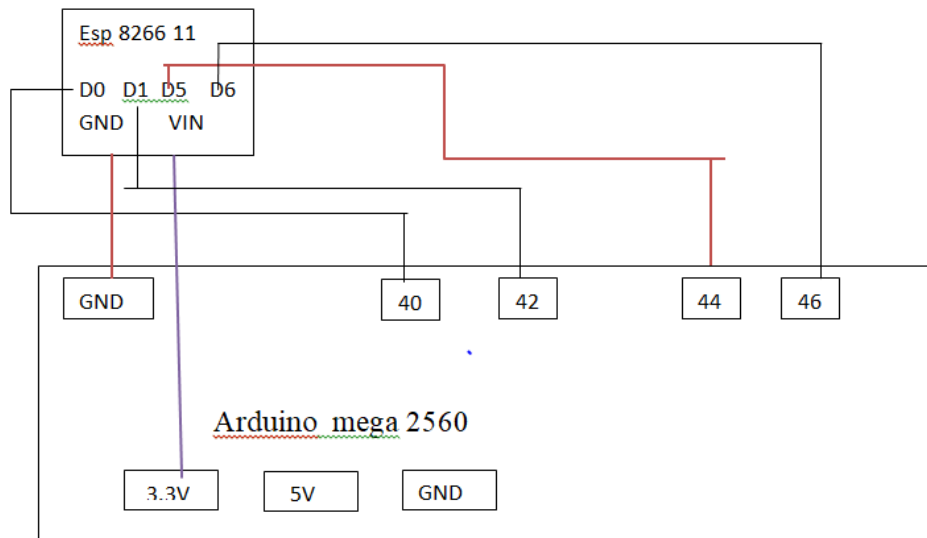 Esp 8266 11
D0 D1 D5 D6
GND VIN
GND 40 42 44 46
Arduino mega 2560
3.3V 5V GND